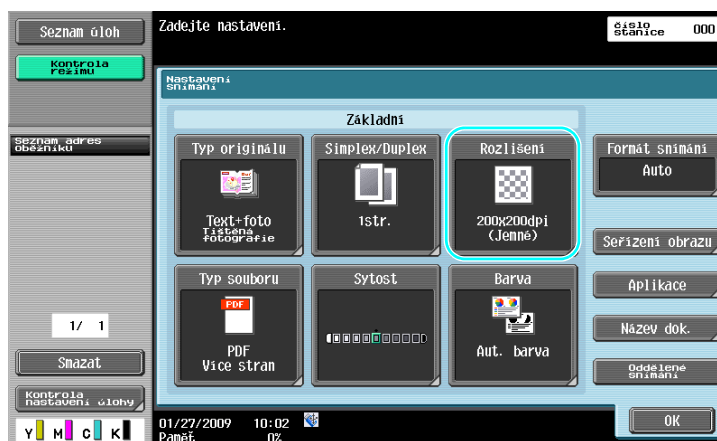 Seznam úloh
Kontrola
režimu
Seznam adres
oběžníku
1/ 1
Smazat
Kontrola
nastavení úlohy
Y M C K
Zadejte nastavení.
číslo
stanice 000
Nastavení
snímání
Základní
Typ originálu
Text+foto
Tištěná
fotografie
Simplex/Duplex
1str.
Rozlišení
200x200dpi
(Jemné)
Formát snímání
Auto
Seřízení obrazu
Typ souboru
PDF
PDF
Více stran
Sytost
Barva
Aut. barva
Aplikace
Název dok.
Oddělené
snímání
01/27/2009 10:02
Paměť 0%
OK